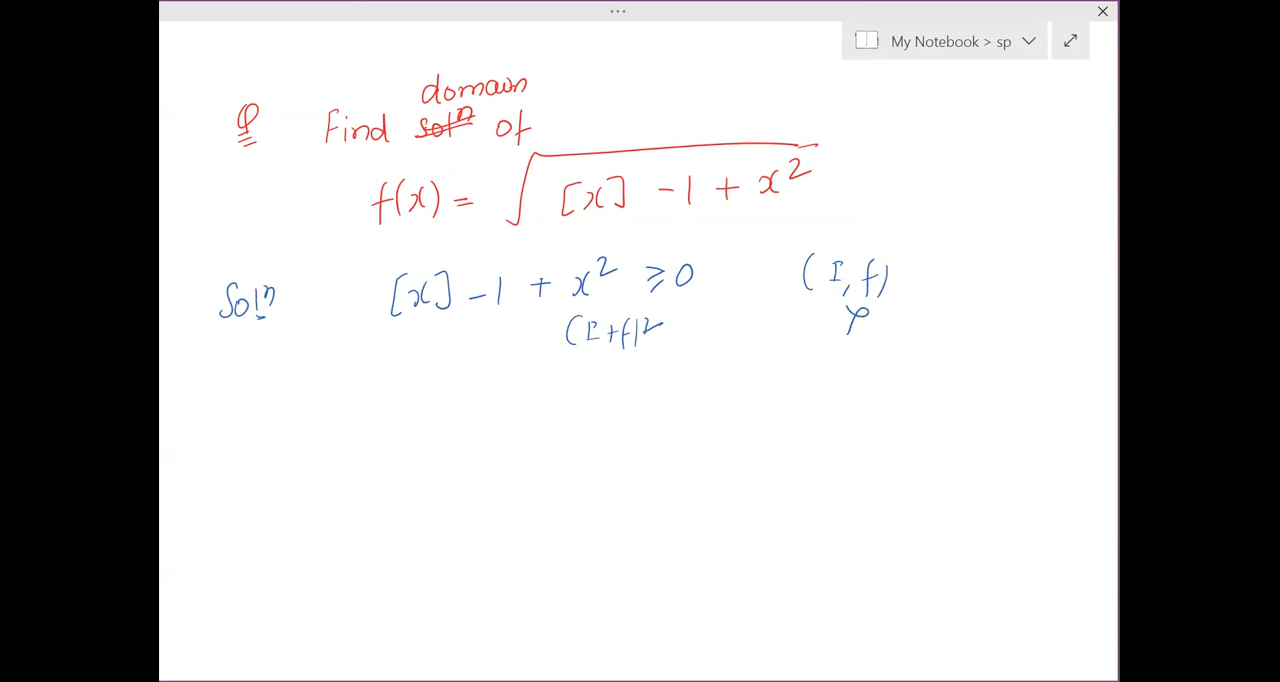 My Notebook > sp
domain
Q Find soln of
f(x) = √([x] - 1 + x²)
Soln [x] - 1 + x² ≥ 0 (I, f)
(I + f)²